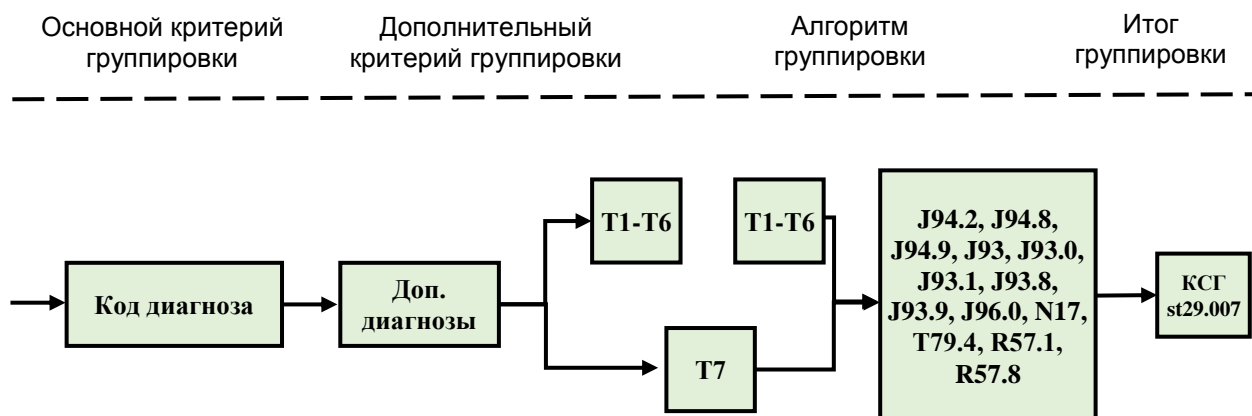 Основной критерий
группировки
Дополнительный
критерий группировки
Алгоритм
группировки
Итог
группировки
Код диагноза
Доп.
диагнозы
T1-T6
T7
T1-T6
J94.2, J94.8,
J94.9, J93, J93.0,
J93.1, J93.8,
J93.9, J96.0, N17,
T79.4, R57.1,
R57.8
КСГ
st29.007